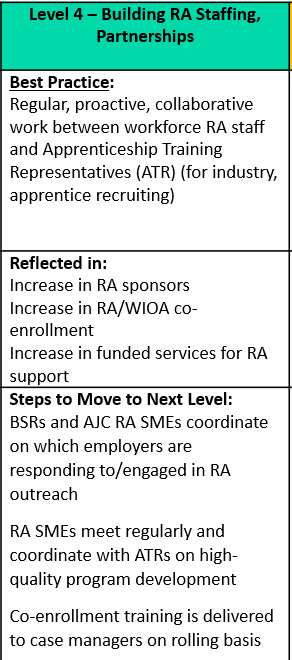 Level 4 – Building RA Staffing,
Partnerships
Best Practice:
Regular, proactive, collaborative
work between workforce RA staff
and Apprenticeship Training
Representatives (ATR) (for industry,
apprentice recruiting)
Reflected in:
Increase in RA sponsors
Increase in RA/WIOA co-
enrollment
Increase in funded services for RA
support
Steps to Move to Next Level:
BSRs and AJC RA SMEs coordinate
on which employers are
responding to/engaged in RA
outreach
RA SMEs meet regularly and
coordinate with ATRs on high-
quality program development
Co-enrollment training is delivered
to case managers on rolling basis